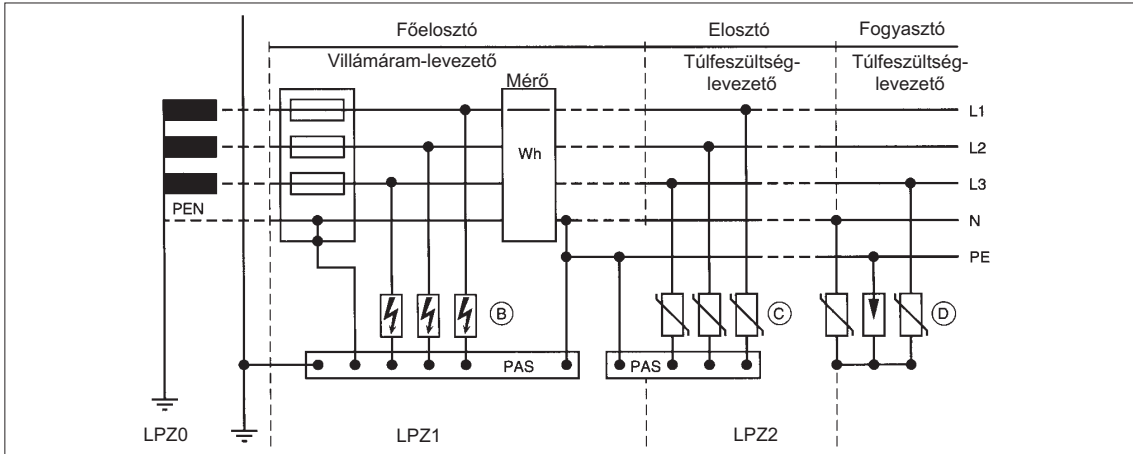 Főelosztó
Elosztó
Fogyasztó
Villámáram-levezető
Túlfeszültség-
levezető
Túlfeszültség-
levezető
Mérő
L1
Wh
L2
L3
PEN
N
PE
B
C
D
PAS
PAS
LPZ0
LPZ1
LPZ2